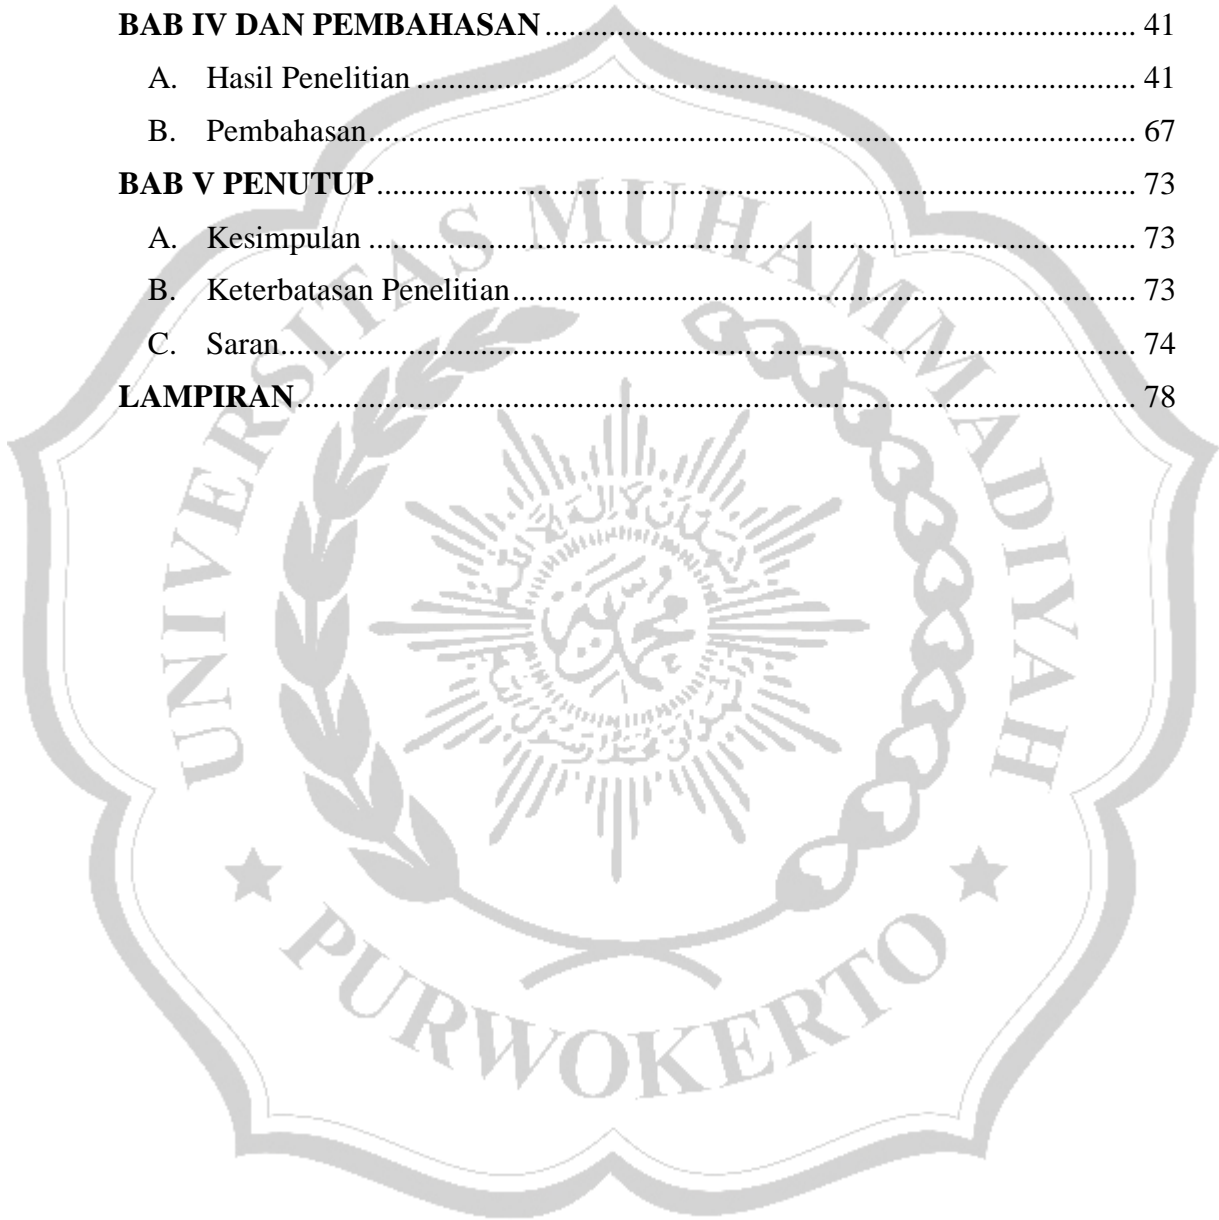 BAB IV DAN PEMBAHASAN ........................................................................ 41
A. Hasil Penelitian ........................................................................................ 41
B. Pembahasan .............................................................................................. 67
BAB V PENUTUP ............................................................................................. 73
A. Kesimpulan .............................................................................................. 73
B. Keterbatasan Penelitian ............................................................................ 73
C. Saran ......................................................................................................... 74
LAMPIRAN ....................................................................................................... 78
UNIVERSITAS MUHAMMADIYAH
محمد
PURWOKERTO